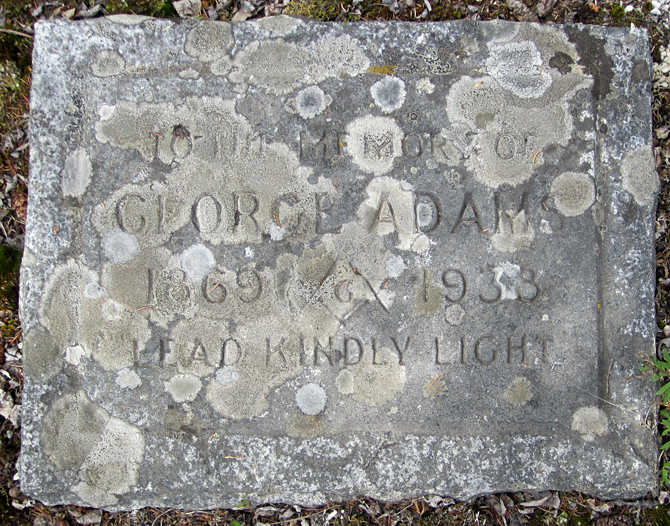 TO THE MEMORY OF
GEORGE ADAMS
1869 1933
"LEAD KINDLY LIGHT"